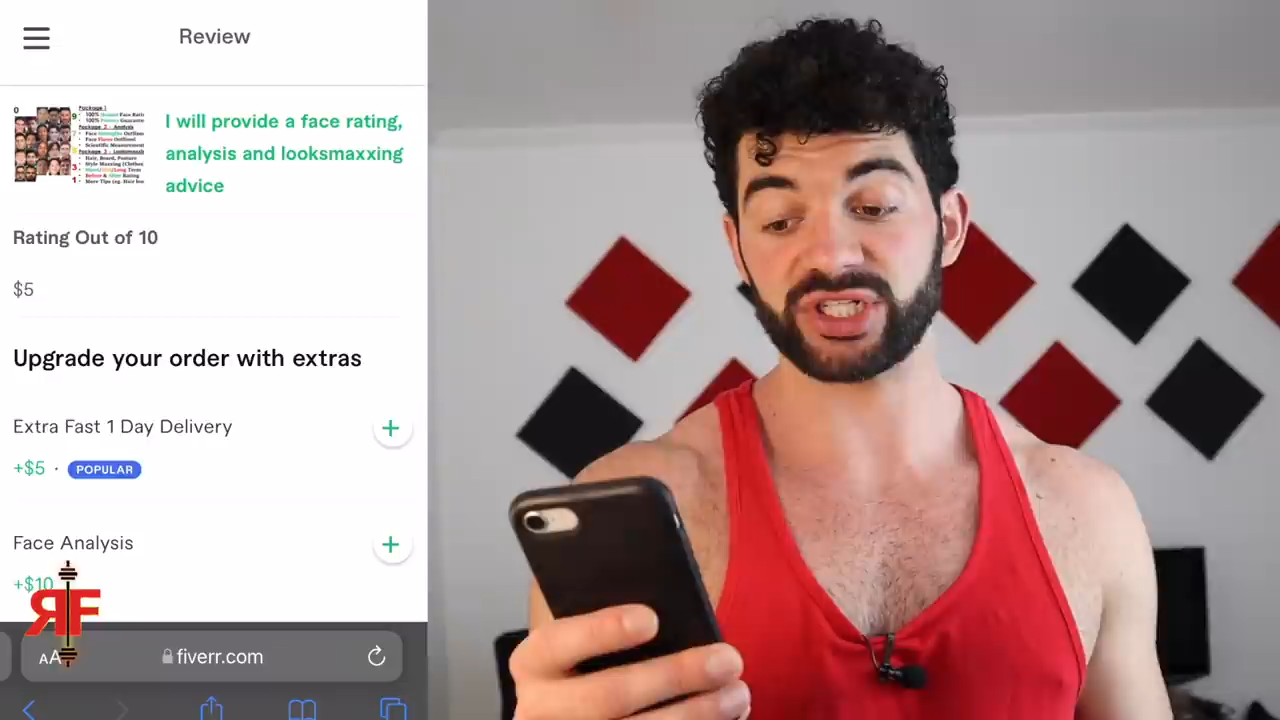 Review
I will provide a face rating,
analysis and looksmaxxing
advice
Rating Out of 10
$5
Upgrade your order with extras
Extra Fast 1 Day Delivery
+$5 · POPULAR
Face Analysis
+$10
RF
AA
fiverr.com